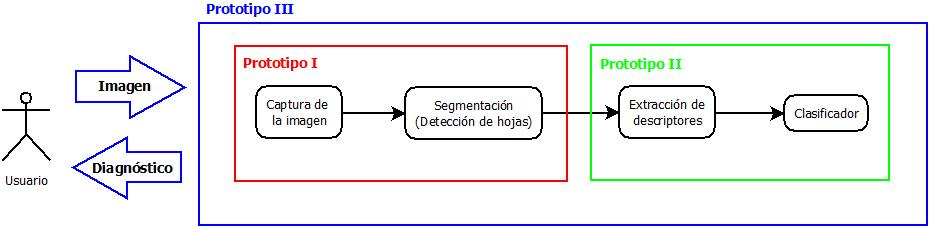 Prototipo III
Prototipo I
Prototipo II
Imagen
Captura de
la imagen
Segmentación
(Detección de hojas)
Extracción de
descriptores
Clasificador
Diagnóstico
Usuario